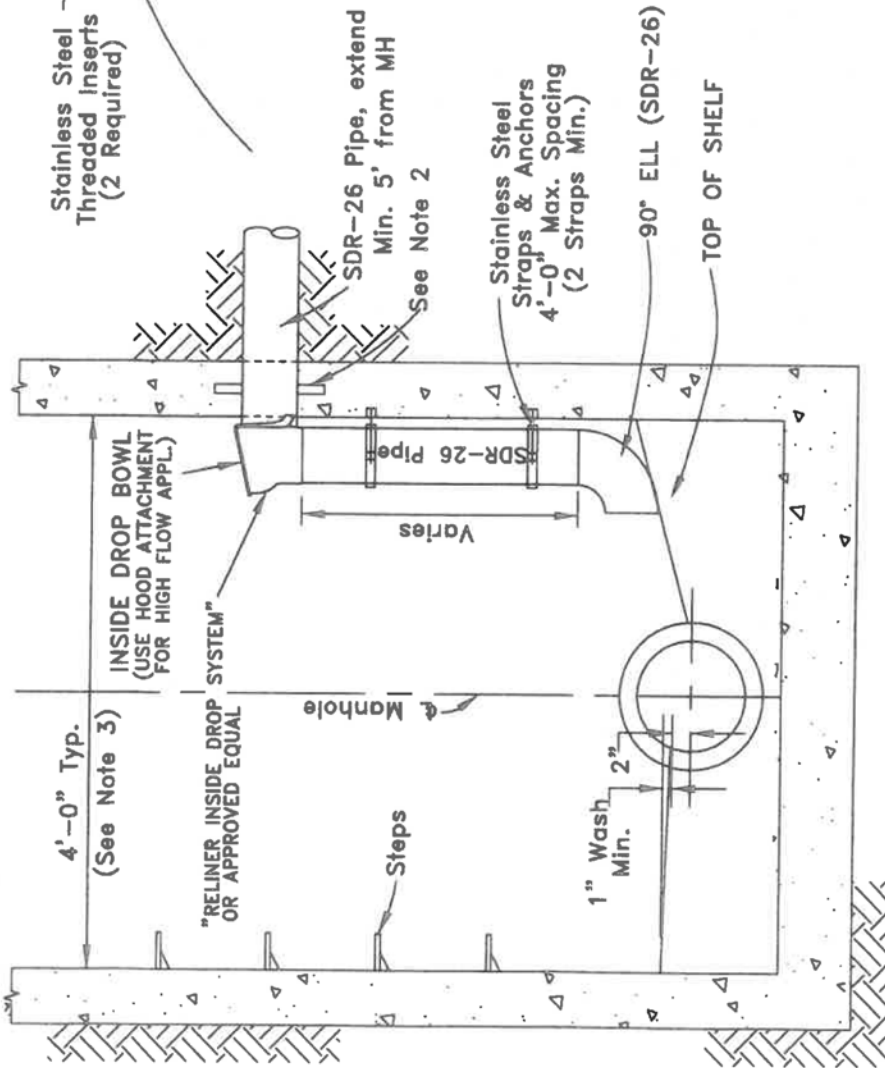 Stainless Steel
Threaded Inserts
(2 Required)
SDR-26 Pipe, extend
Min. 5' from MH
See Note 2
Stainless Steel
Straps & Anchors
4'-0" Max. Spacing
(2 Straps Min.)
90° ELL (SDR-26)
TOP OF SHELF
4'-0" Typ.
(See Note 3)
INSIDE DROP BOWL
(USE HOOD ATTACHMENT
FOR HIGH FLOW APPL.)
"RELINER INSIDE DROP SYSTEM"
OR APPROVED EQUAL
SDR-26 Pipe
Varies
℄ Manhole
Steps
1" Wash
Min.
2"